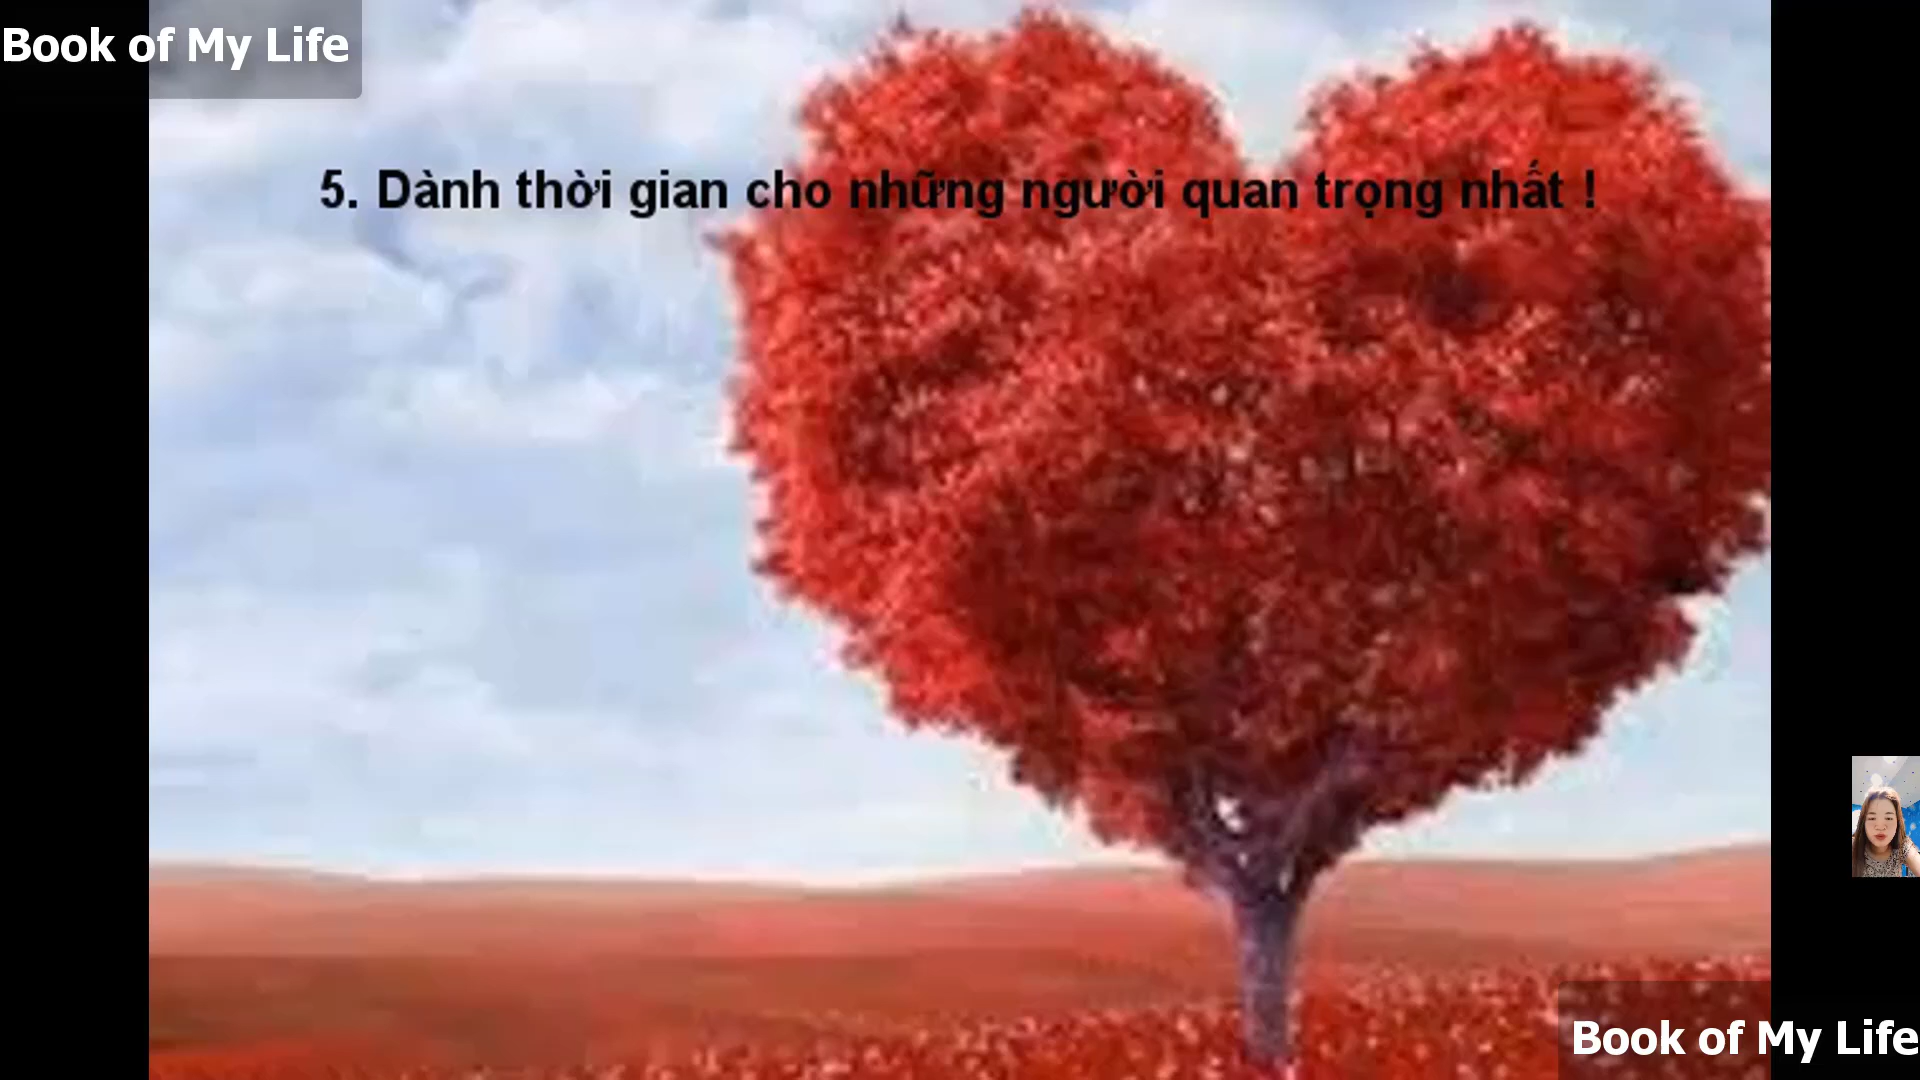 Book of My Life
5. Dành thời gian cho những người quan trọng nhất !
Book of My Life